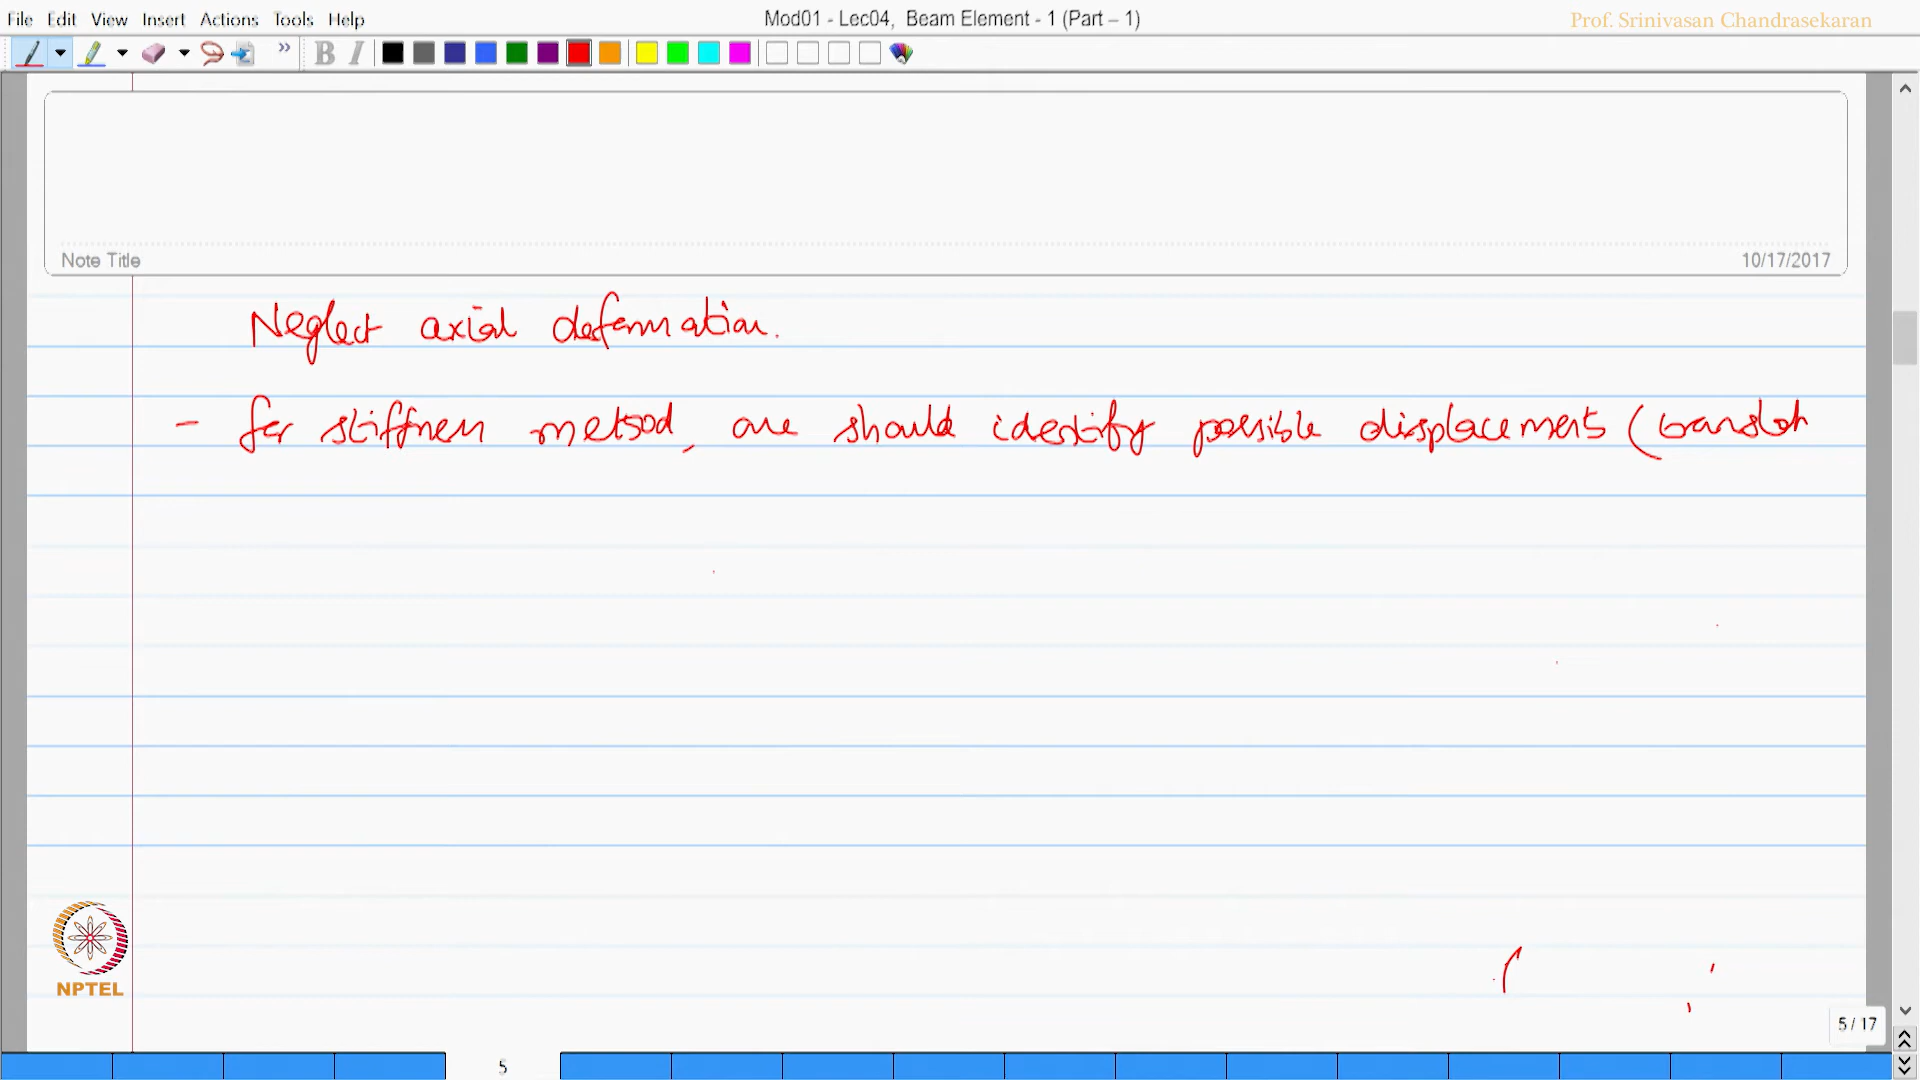 File Edit View Insert Actions Tools Help
Mod01 - Lec04, Beam Element - 1 (Part – 1)
Prof. Srinivasan Chandrasekaran
B I
Note Title
10/17/2017
Neglect axial deformation.
- for stiffness method, one should identify possible displacements (
NPTEL
5 / 17
5